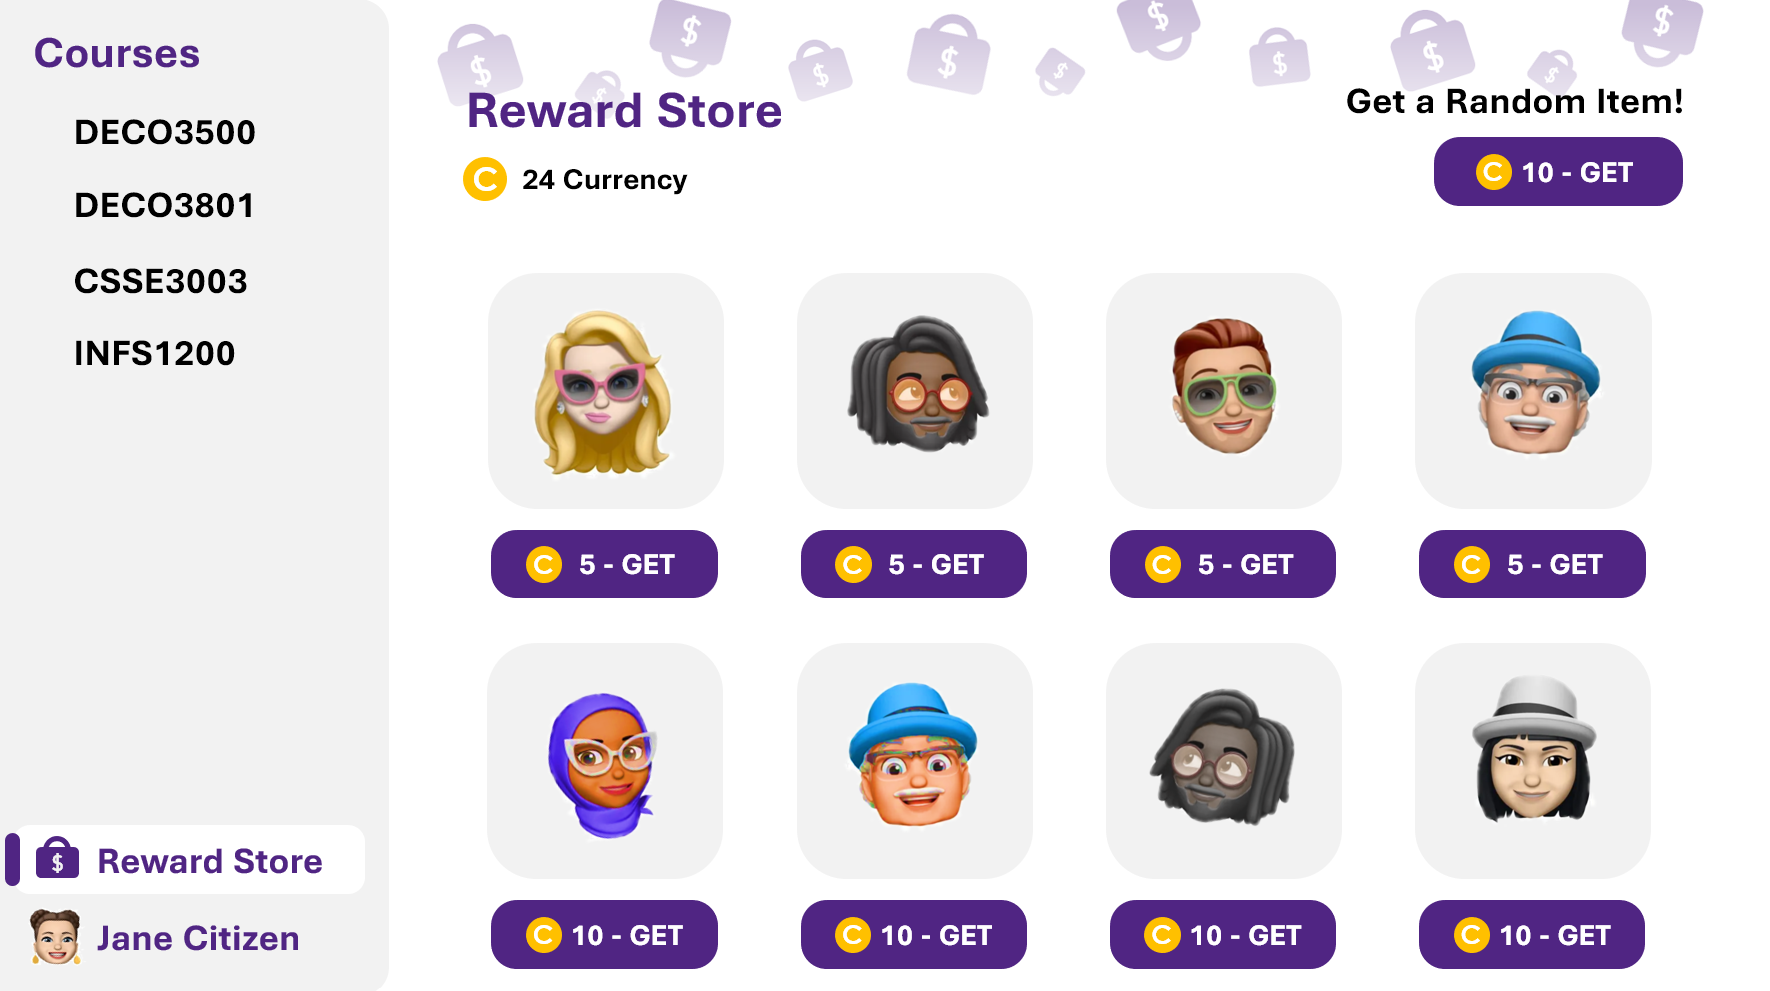 Courses
DECO3500
DECO3801
CSSE3003
INFS1200
$ Reward Store
Jane Citizen
$ $ $ $ $ $ $ $ $ $ $
Reward Store
C 24 Currency
Get a Random Item!
C 10 - GET
C 5 - GET
C 5 - GET
C 5 - GET
C 5 - GET
C 10 - GET
C 10 - GET
C 10 - GET
C 10 - GET